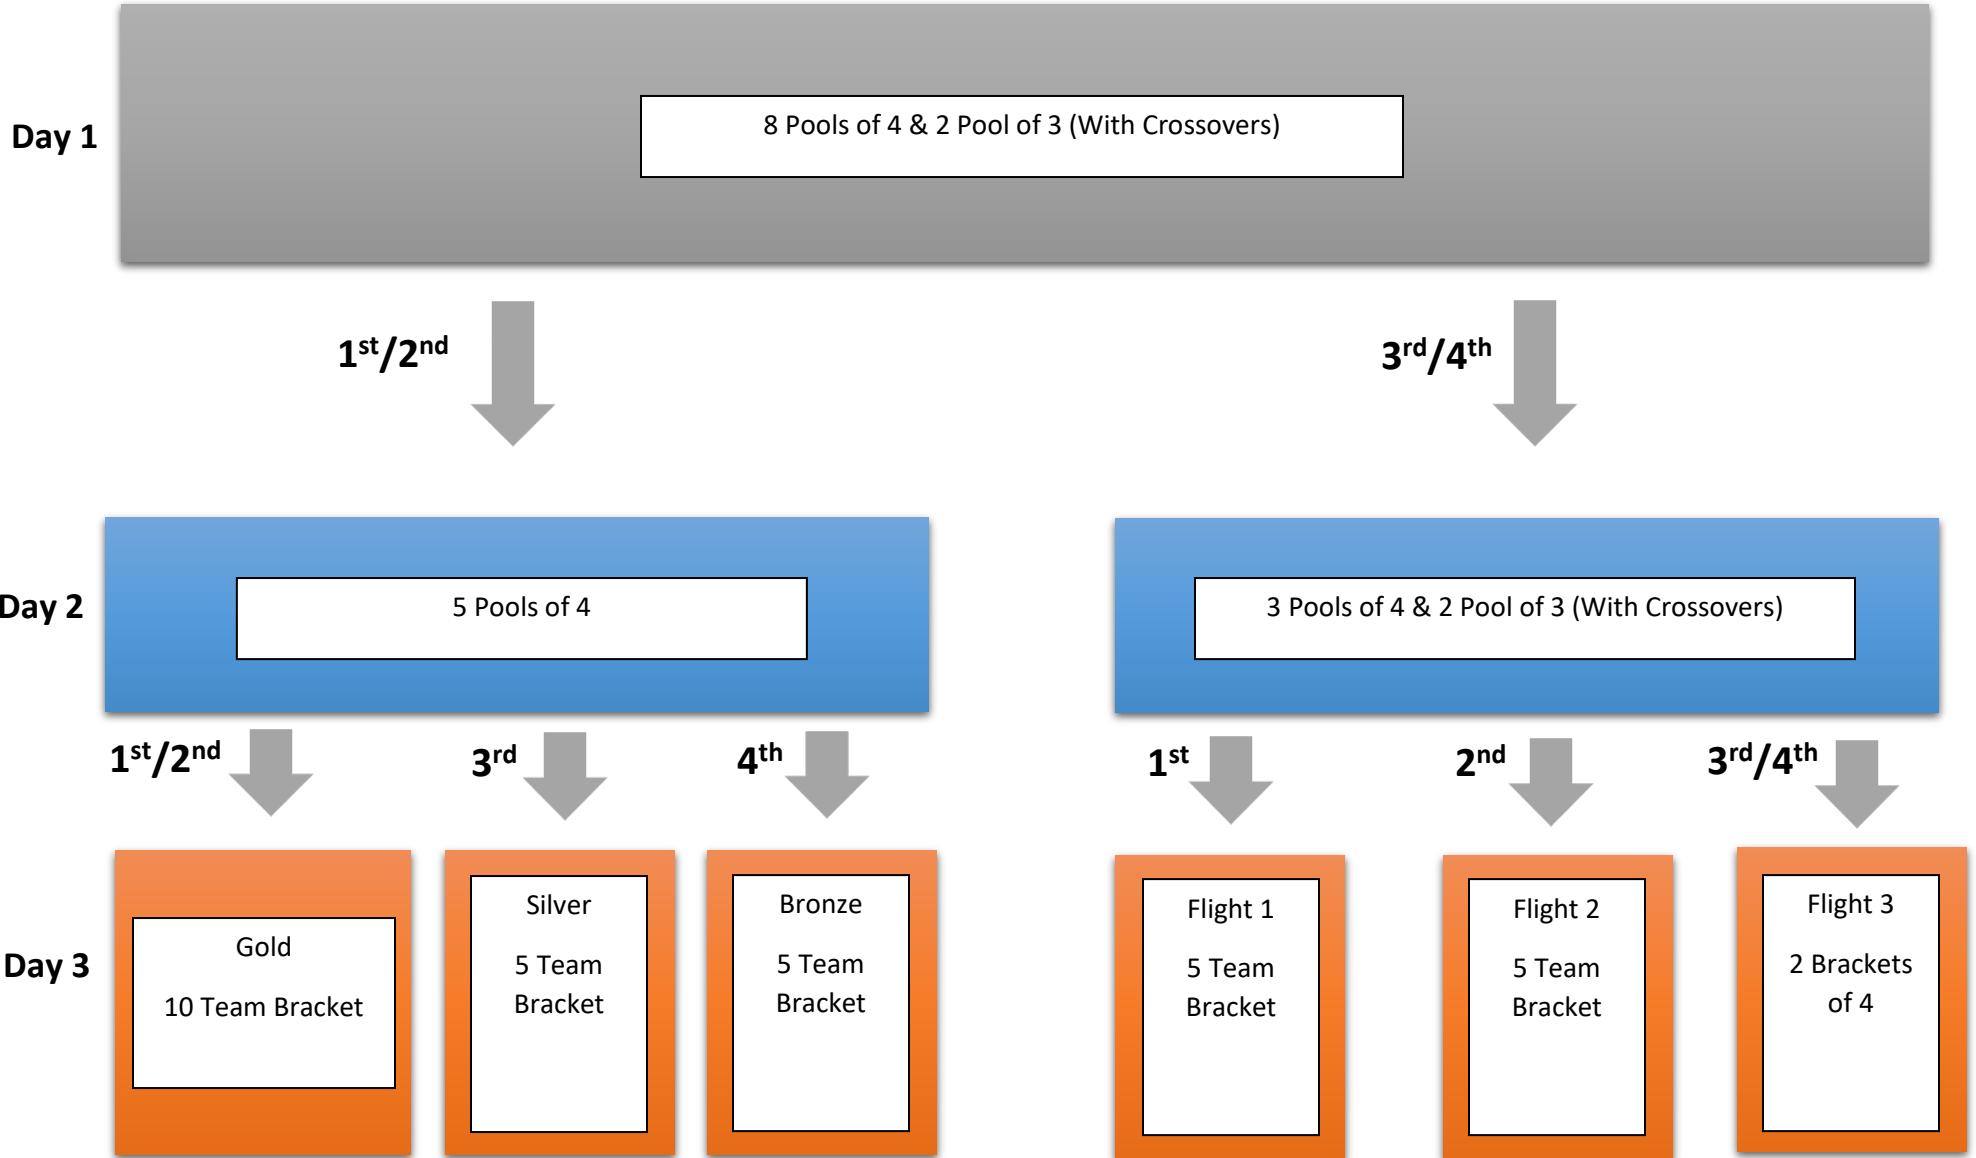 Day 1
8 Pools of 4 & 2 Pool of 3 (With Crossovers)
1st/2nd
3rd/4th
Day 2
5 Pools of 4
3 Pools of 4 & 2 Pool of 3 (With Crossovers)
1st/2nd
3rd
4th
1st
2nd
3rd/4th
Day 3
Gold
10 Team Bracket
Silver
5 Team
Bracket
Bronze
5 Team
Bracket
Flight 1
5 Team
Bracket
Flight 2
5 Team
Bracket
Flight 3
2 Brackets
of 4